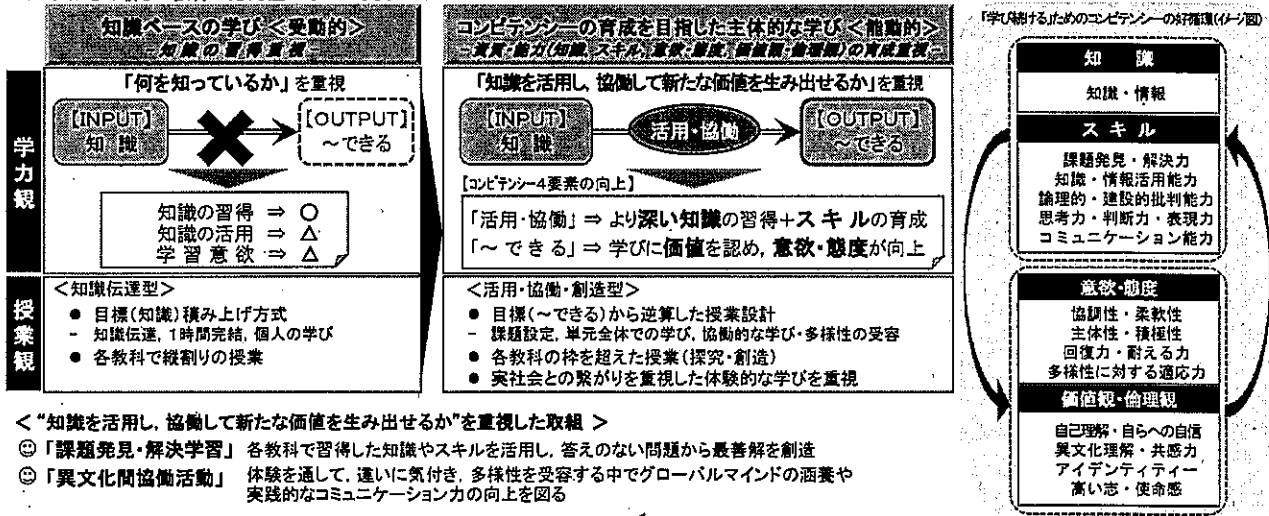 知識ベースの学び <受動的>
- 知識の習得重視 -
コンピテンシーの育成を目指した主体的な学び <能動的>
- 資質・能力(知識, スキル, 意欲・態度, 価値観・倫理観)の育成重視 -
学力観
「何を知っているか」を重視
【INPUT】
知 識
【OUTPUT】
~できる
知識の習得 ⇒ ○
知識の活用 ⇒ △
学 習 意 欲 ⇒ △
「知識を活用し, 協働して新たな価値を生み出せるか」を重視
【INPUT】
知 識
活用・協働
【OUTPUT】
~できる
【コンピテンシー4要素の向上】
「活用・協働」⇒ より深い知識の習得+スキルの育成
「~ で き る」⇒ 学びに価値を認め, 意欲・態度が向上
授業観
<知識伝達型>
● 目標(知識)積み上げ方式
- 知識伝達, 1時間完結, 個人の学び
● 各教科で縦割りの授業
<活用・協働・創造型>
● 目標(~できる)から逆算した授業設計
- 課題設定, 単元全体での学び, 協働的な学び・多様性の受容
● 各教科の枠を超えた授業(探究・創造)
● 実社会との繋がりを重視した体験的な学びを重視
< “知識を活用し, 協働して新たな価値を生み出せるか”を重視した取組 >
☺「課題発見・解決学習」 各教科で習得した知識やスキルを活用し, 答えのない問題から最善解を創造
☺「異文化間協働活動」 体験を通して, 違いに気付き, 多様性を受容する中でグローバルマインドの涵養や
実践的なコミュニケーション力の向上を図る
「学び続ける」ためのコンピテンシーの好循環(イメージ図)
知 識
知識・情報
ス キ ル
課題発見・解決力
知識・情報活用能力
論理的・建設的批判能力
思考力・判断力・表現力
コミュニケーション能力
意欲・態度
協調性・柔軟性
主体性・積極性
回復力・耐える力
多様性に対する適応力
価値観・倫理観
自己理解・自らへの自信
異文化理解・共感力
アイデンティティー
高い志・使命感